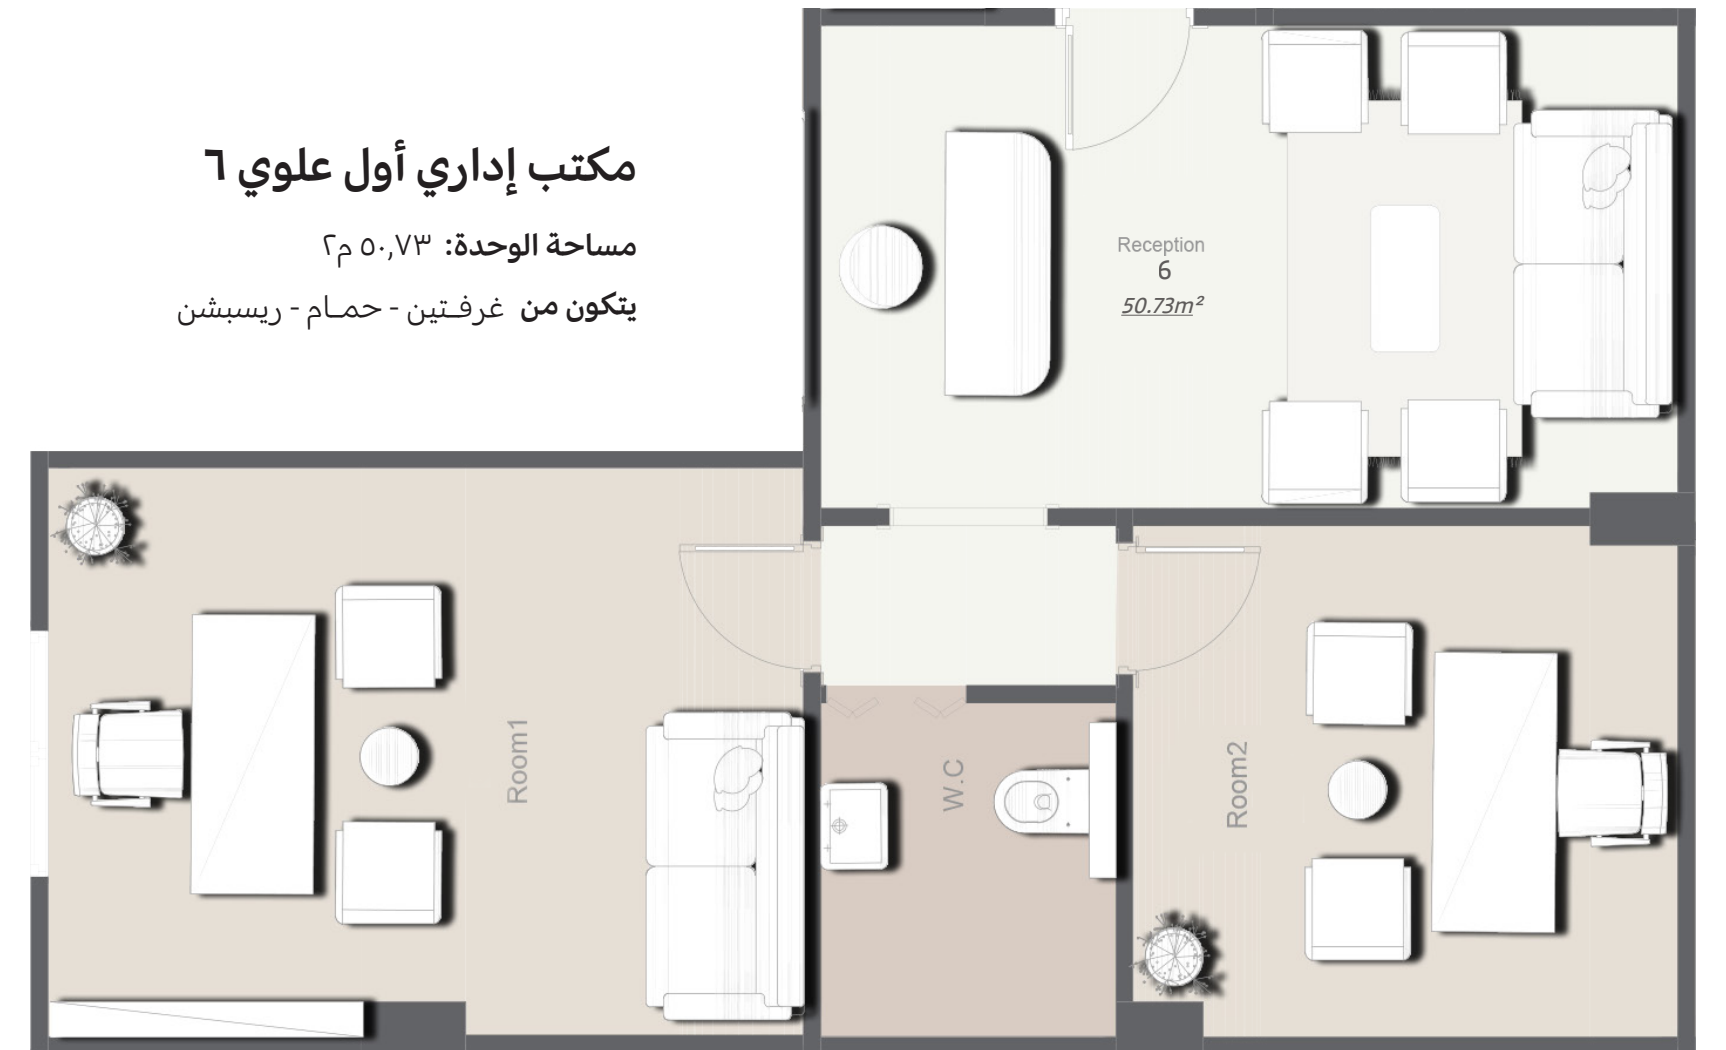 مكتب إداري أول علوي ٦
مساحة الوحدة: ٥٠,٧٣ م٢
يتكون من غرفـتين - حمـام - ريسبشن
Reception
6
50.73m²
Room1
W.C
Room2